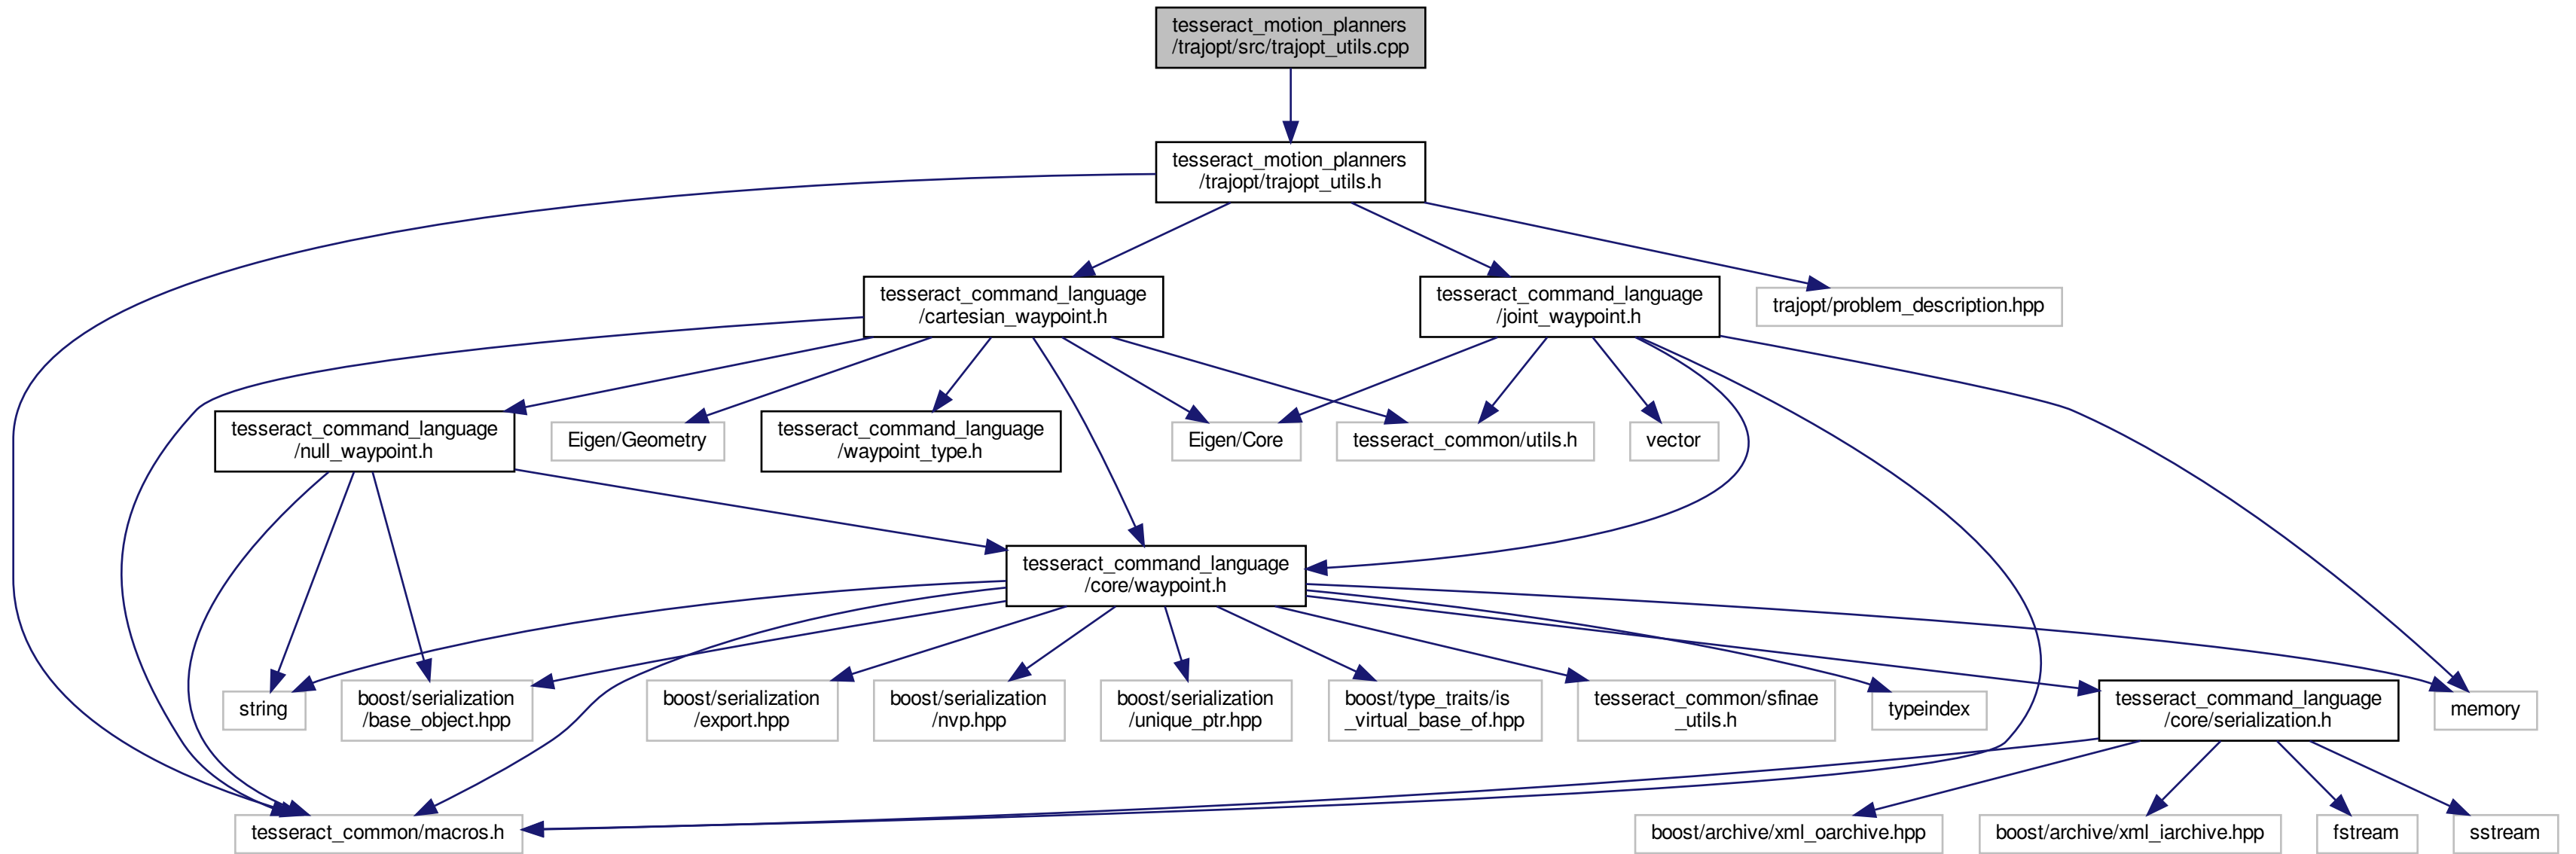 tesseract_motion_planners
/trajopt/src/trajopt_utils.cpp
tesseract_motion_planners
/trajopt/trajopt_utils.h
tesseract_command_language
/cartesian_waypoint.h
tesseract_command_language
/joint_waypoint.h
trajopt/problem_description.hpp
tesseract_command_language
/null_waypoint.h
Eigen/Geometry
tesseract_command_language
/waypoint_type.h
Eigen/Core
tesseract_common/utils.h
vector
tesseract_command_language
/core/waypoint.h
string
boost/serialization
/base_object.hpp
boost/serialization
/export.hpp
boost/serialization
/nvp.hpp
boost/serialization
/unique_ptr.hpp
boost/type_traits/is
_virtual_base_of.hpp
tesseract_common/sfinae
_utils.h
typeindex
tesseract_command_language
/core/serialization.h
memory
tesseract_common/macros.h
boost/archive/xml_oarchive.hpp
boost/archive/xml_iarchive.hpp
fstream
sstream